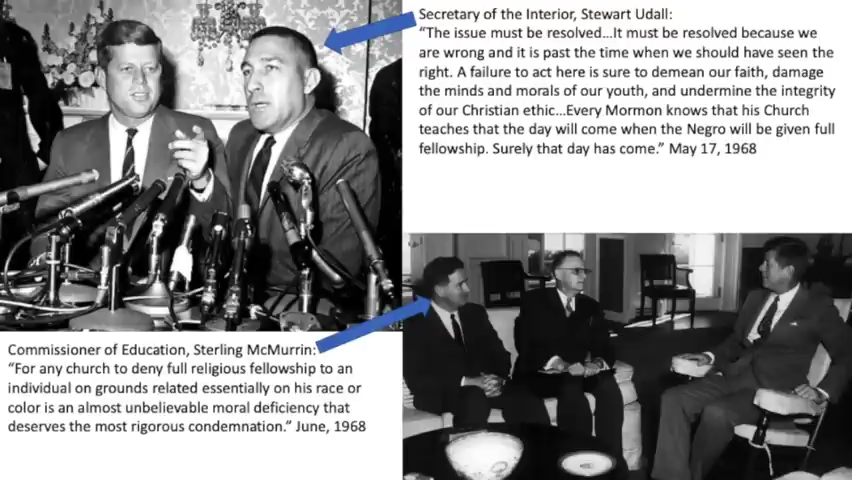 Secretary of the Interior, Stewart Udall:
“The issue must be resolved…It must be resolved because we
are wrong and it is past the time when we should have seen the
right. A failure to act here is sure to demean our faith, damage
the minds and morals of our youth, and undermine the integrity
of our Christian ethic…Every Mormon knows that his Church
teaches that the day will come when the Negro will be given full
fellowship. Surely that day has come.” May 17, 1968
Commissioner of Education, Sterling McMurrin:
“For any church to deny full religious fellowship to an
individual on grounds related essentially on his race or
color is an almost unbelievable moral deficiency that
deserves the most rigorous condemnation.” June, 1968